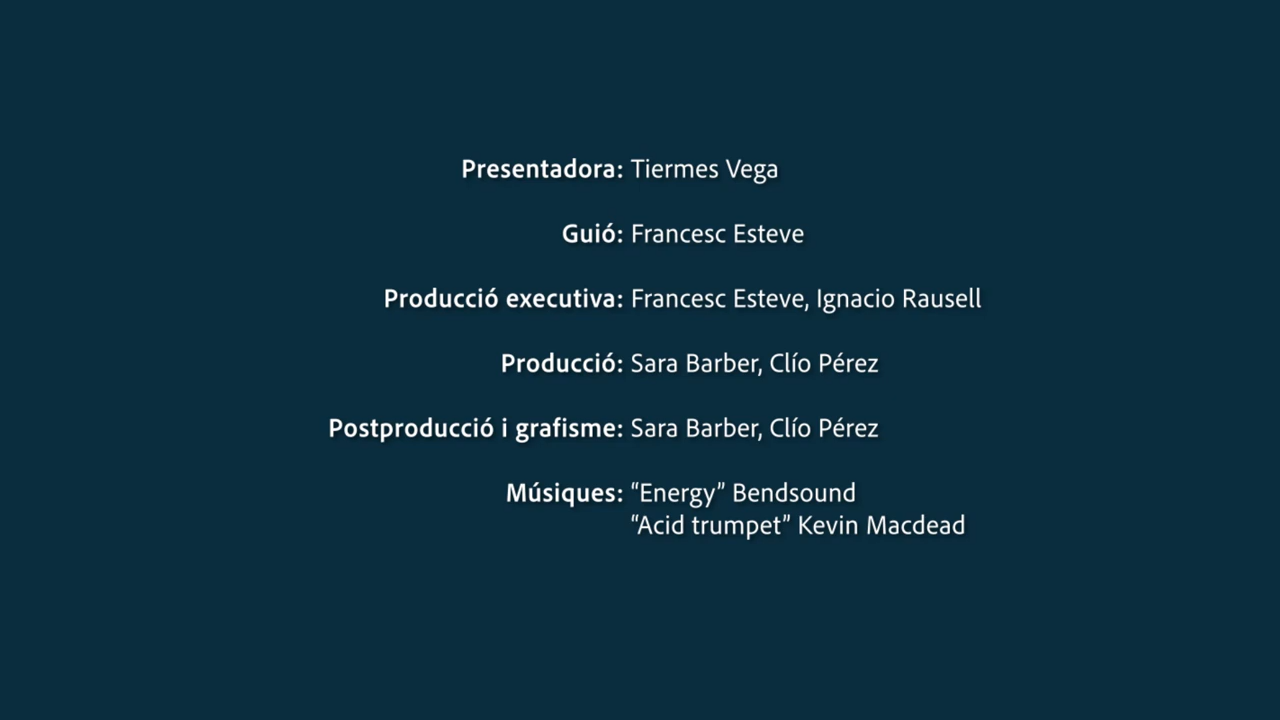 Presentadora: Tiermes Vega
Guió: Francesc Esteve
Producció executiva: Francesc Esteve, Ignacio Rausell
Producció: Sara Barber, Clío Pérez
Postproducció i grafisme: Sara Barber, Clío Pérez
Músiques: “Energy” Bendsound
“Acid trumpet” Kevin Macdead